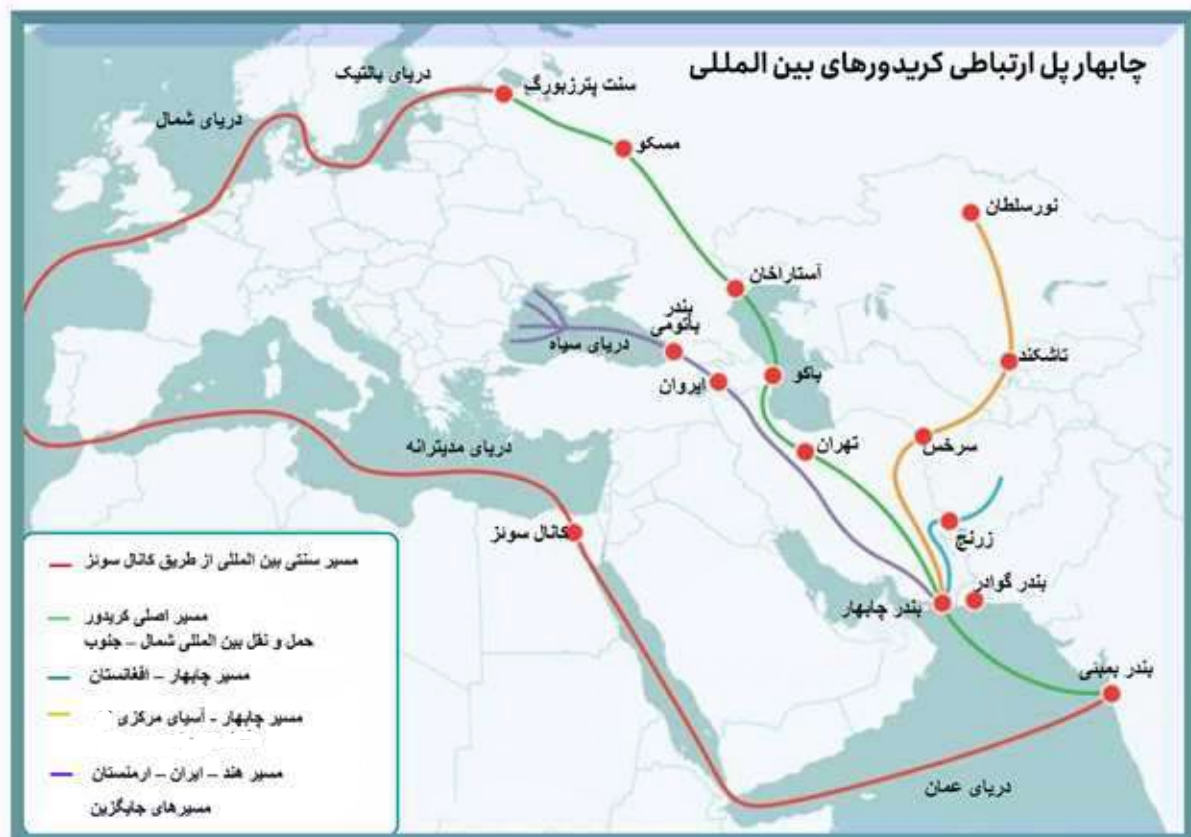 چابهار پل ارتباطی کریدورهای بین المللی
دریای بالتیک
سنت پترزبورگ
دریای شمال
مسکو
نورسلطان
آستاراخان
بندر
باتومی
دریای سیاه
تاشکند
باکو
ایروان
سرخس
تهران
دریای مدیترانه
زرنج
کانال سوئز
بندر گوادر
بندر چابهار
بندر بمبئی
دریای عمان
مسیر سنتی بین المللی از طریق کانال سوئز
مسیر اصلی کریدور
حمل و نقل بین المللی شمال – جنوب
مسیر چابهار – افغانستان
مسیر چابهار - آسیای مرکزی
مسیر هند – ایران – ارمنستان
مسیرهای جایگزین